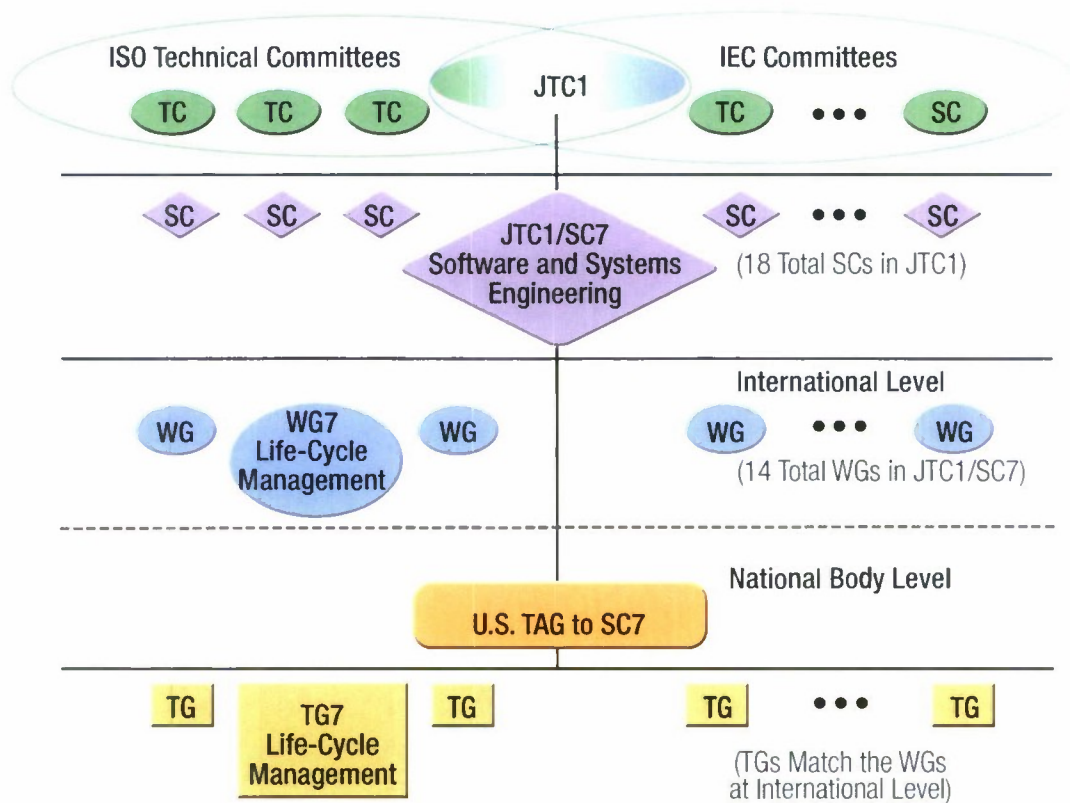 ISO Technical Committees
IEC Committees
JTC1
TC TC TC TC ••• SC
SC SC SC SC ••• SC
JTC1/SC7
Software and Systems
Engineering
(18 Total SCs in JTC1)
International Level
WG WG WG ••• WG
WG7
Life-Cycle
Management
(14 Total WGs in JTC1/SC7)
National Body Level
U.S. TAG to SC7
TG TG TG ••• TG
TG7
Life-Cycle
Management
(TGs Match the WGs
at International Level)